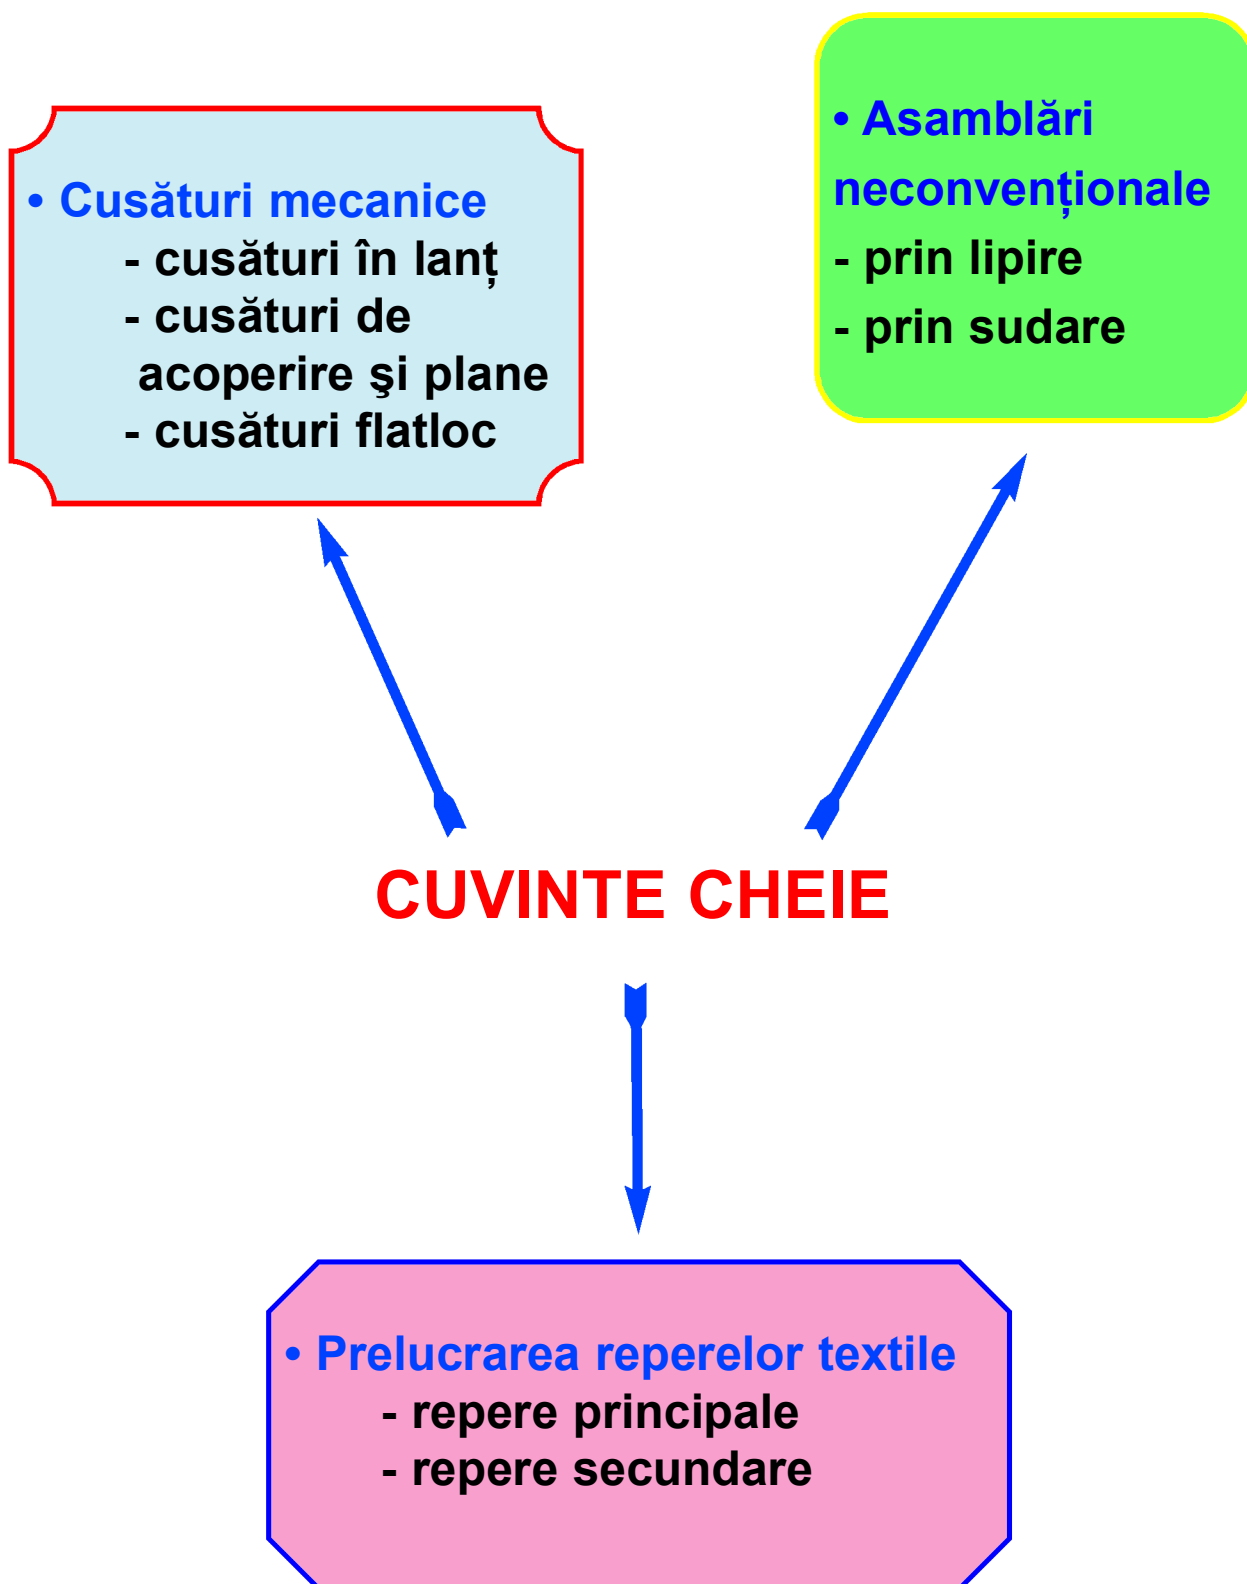 • Cusături mecanice
- cusături în lanț
- cusături de
acoperire şi plane
- cusături flatloc
• Asamblări
neconvenționale
- prin lipire
- prin sudare
CUVINTE CHEIE
• Prelucrarea reperelor textile
- repere principale
- repere secundare